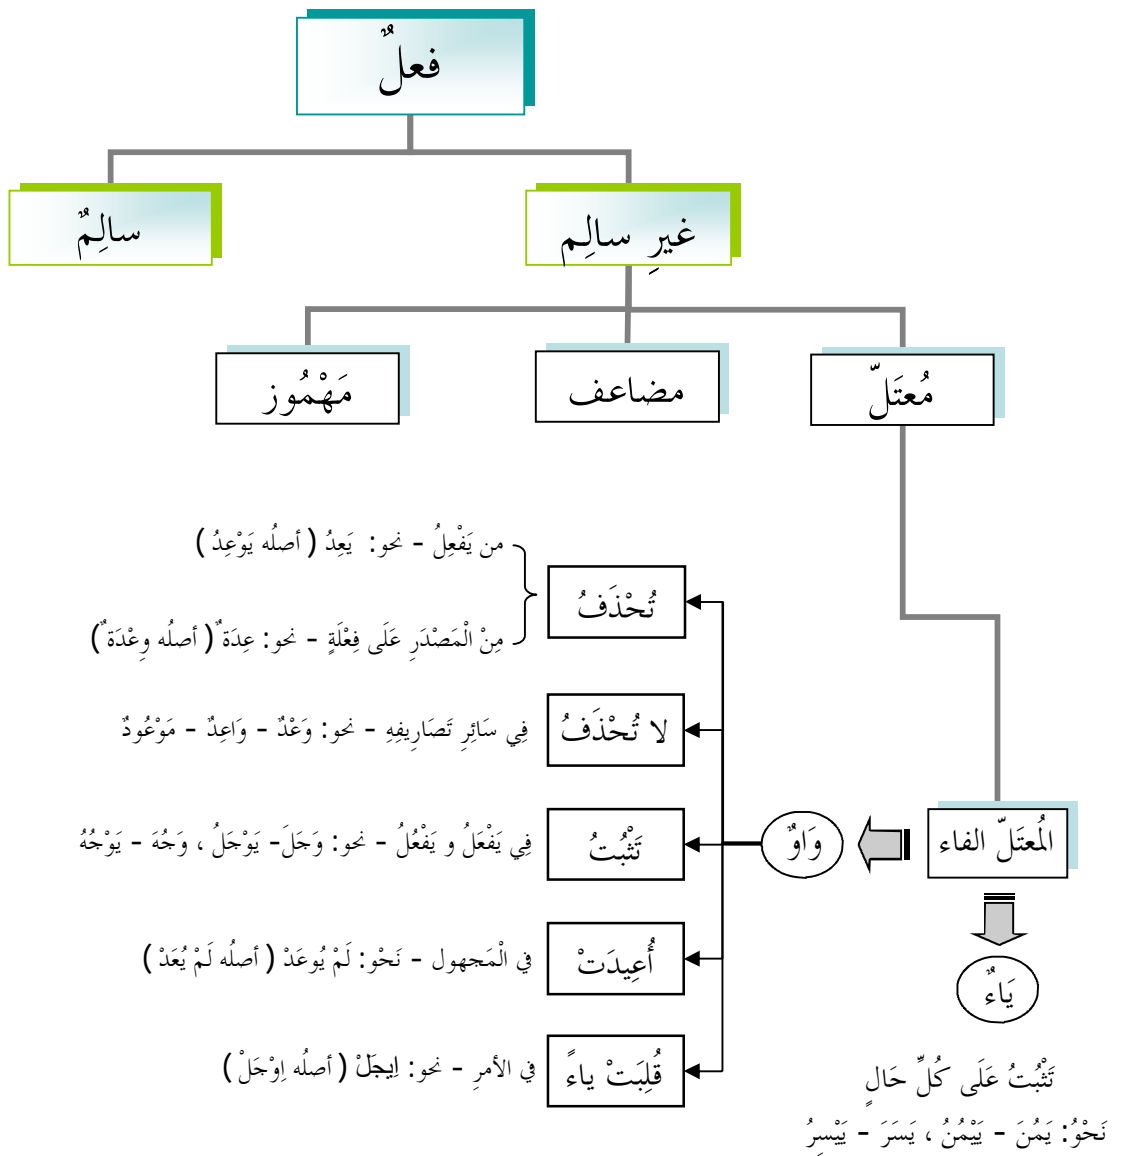 فعلٌ
غيرِ سالِم
سالِمٌ
مُعتَلّ
مضاعف
مَهْمُوز
من يَفْعِلُ - نحو: يَعِدُ ( أصلُه يَوْعِدُ )
تُحْذَفُ
مِنْ الْمَصْدَرِ عَلَى فِعْلَةٍ - نحو: عِدَةٌ ( أصلُه وِعْدَةٌ )
لا تُحْذَفُ
فِي سَائِرِ تَصَارِيفِهِ - نحو: وَعْدٌ - وَاعِدٌ - مَوْعُودٌ
المُعتَلّ الفاء
وَاوٌ
تَثْبُتُ
فِي يَفْعَلُ و يَفْعُلُ - نحو: وَجَلَ- يَوْجَلُ ، وَجُهَ - يَوْجُهُ
أُعِيدَتْ
في الْمَجهول - نَحْو: لَمْ يُوعَدْ ( أصلُه لَمْ يُعَدْ )
يَاءٌ
قُلِبَتْ ياءً
في الأمرِ - نحو: اِيجَلْ ( أصلُه اِوْجَلْ )
تَثْبُتُ عَلَى كُلِّ حَالٍ
نَحْوُ: يَمُنَ - يَيْمُنُ ، يَسَرَ - يَيْسِرُ